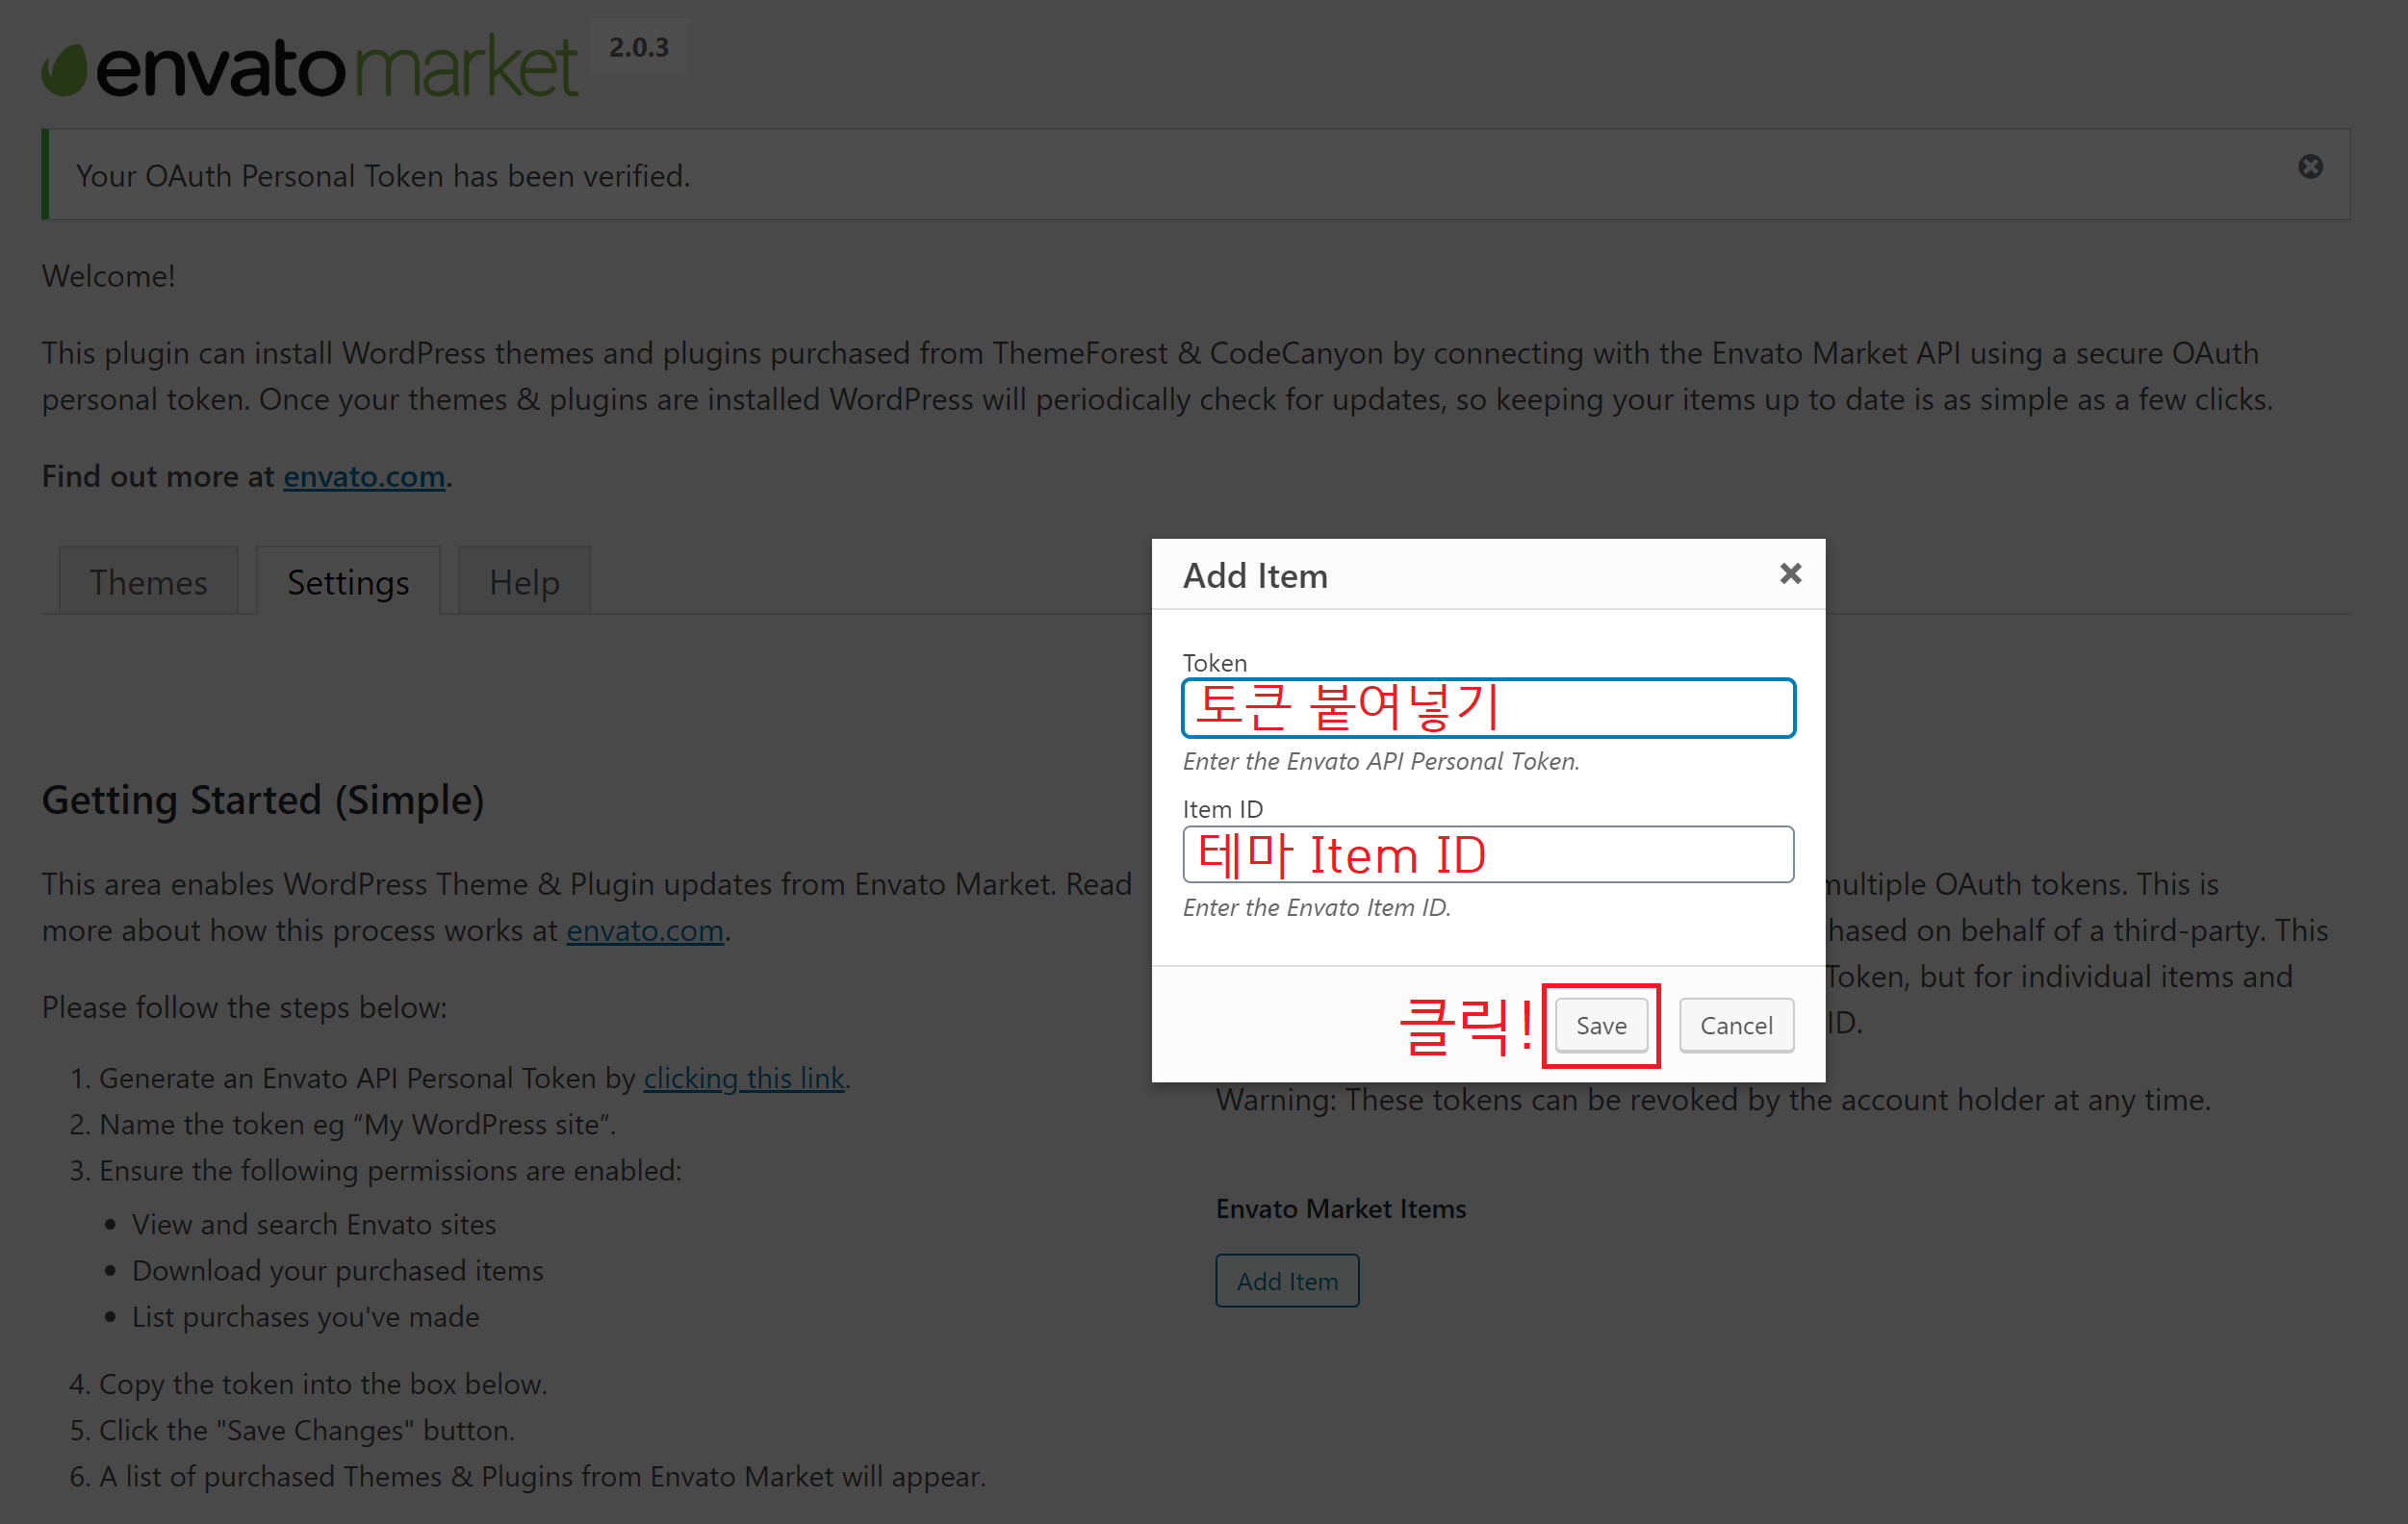 envato market 2.0.3
Your OAuth Personal Token has been verified.
Welcome!
This plugin can install WordPress themes and plugins purchased from ThemeForest & CodeCanyon by connecting with the Envato Market API using a secure OAuth
personal token. Once your themes & plugins are installed WordPress will periodically check for updates, so keeping your items up to date is as simple as a few clicks.
Find out more at envato.com.
Themes
Settings
Help
Getting Started (Simple)
This area enables WordPress Theme & Plugin updates from Envato Market. Read
more about how this process works at envato.com.
Please follow the steps below:
1. Generate an Envato API Personal Token by clicking this link.
2. Name the token eg “My WordPress site”.
3. Ensure the following permissions are enabled:
• View and search Envato sites
• Download your purchased items
• List purchases you've made
4. Copy the token into the box below.
5. Click the "Save Changes" button.
6. A list of purchased Themes & Plugins from Envato Market will appear.
Add Item
Token
토큰 붙여넣기
Enter the Envato API Personal Token.
Item ID
테마 Item ID
Enter the Envato Item ID.
클릭!
Save
Cancel
multiple OAuth tokens. This is
on behalf of a third-party. This
Token, but for individual items and
ID.
Warning: These tokens can be revoked by the account holder at any time.
Envato Market Items
Add Item